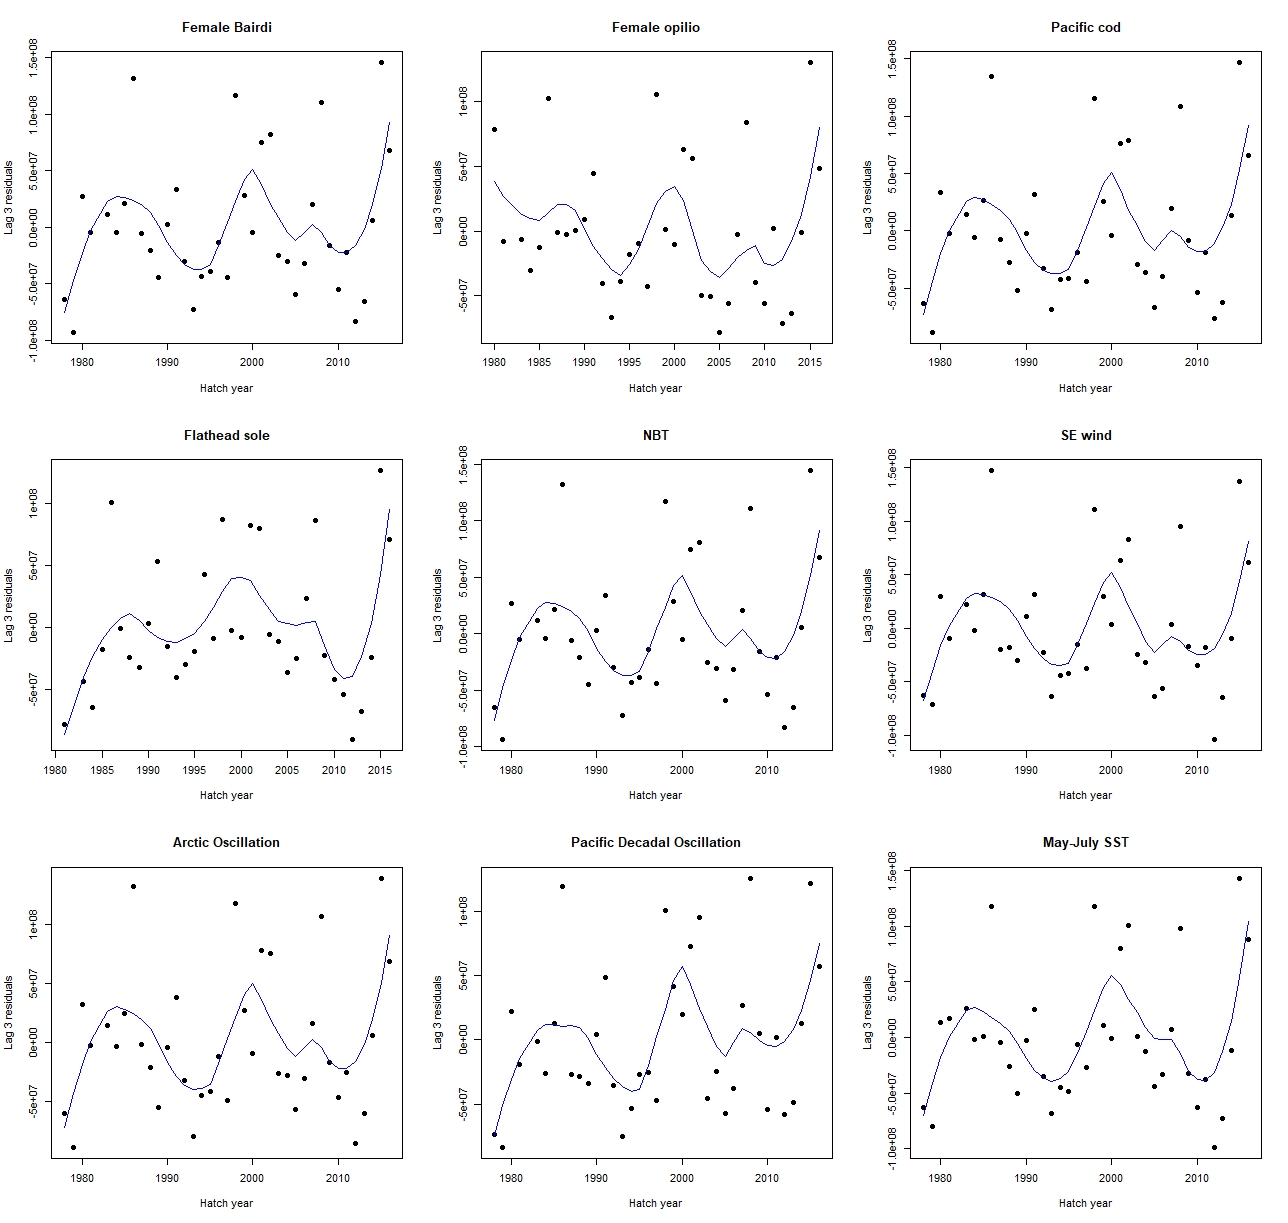 Female Bairdi
Lag 3 residuals
-1.0e+08 -5.0e+07 0.0e+00 5.0e+07 1.0e+08 1.5e+08
1980 1990 2000 2010
Hatch year
Female opilio
Lag 3 residuals
-5e+07 0e+00 5e+07 1e+08
1980 1985 1990 1995 2000 2005 2010 2015
Hatch year
Pacific cod
Lag 3 residuals
-5.0e+07 0.0e+00 5.0e+07 1.0e+08 1.5e+08
1980 1990 2000 2010
Hatch year
Flathead sole
Lag 3 residuals
-5e+07 0e+00 5e+07 1e+08
1980 1985 1990 1995 2000 2005 2010 2015
Hatch year
NBT
Lag 3 residuals
-1.0e+08 -5.0e+07 0.0e+00 5.0e+07 1.0e+08 1.5e+08
1980 1990 2000 2010
Hatch year
SE wind
Lag 3 residuals
-1.0e+08 -5.0e+07 0.0e+00 5.0e+07 1.0e+08 1.5e+08
1980 1990 2000 2010
Hatch year
Arctic Oscillation
Lag 3 residuals
-5e+07 0e+00 5e+07 1e+08
1980 1990 2000 2010
Hatch year
Pacific Decadal Oscillation
Lag 3 residuals
-5e+07 0e+00 5e+07 1e+08
1980 1990 2000 2010
Hatch year
May-July SST
Lag 3 residuals
-1.0e+08 -5.0e+07 0.0e+00 5.0e+07 1.0e+08 1.5e+08
1980 1990 2000 2010
Hatch year